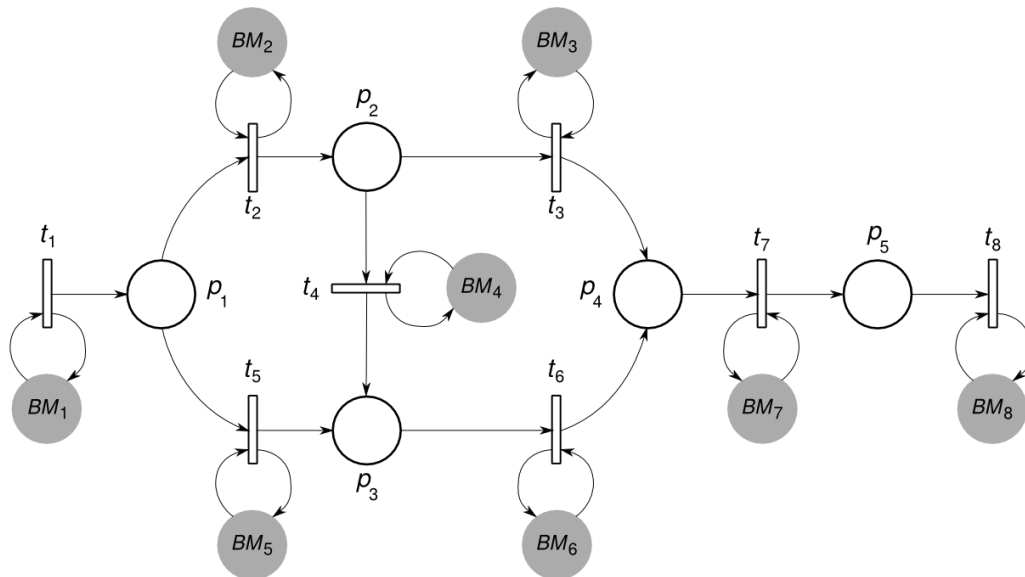 BM₂
BM₃
p₂
t₂
t₃
t₁
p₁
t₄
BM₄
p₄
t₇
p₅
t₈
BM₁
t₅
t₆
BM₇
BM₈
p₃
BM₅
BM₆